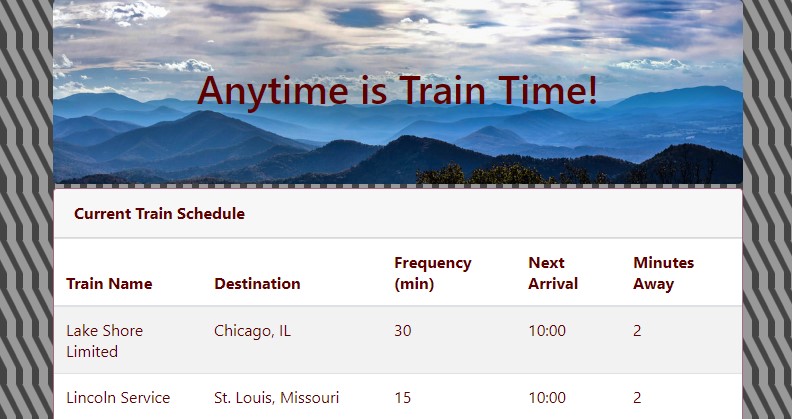 Anytime is Train Time!
Current Train Schedule
Train Name Destination Frequency (min) Next Arrival Minutes Away
Lake Shore Limited Chicago, IL 30 10:00 2
Lincoln Service St. Louis, Missouri 15 10:00 2